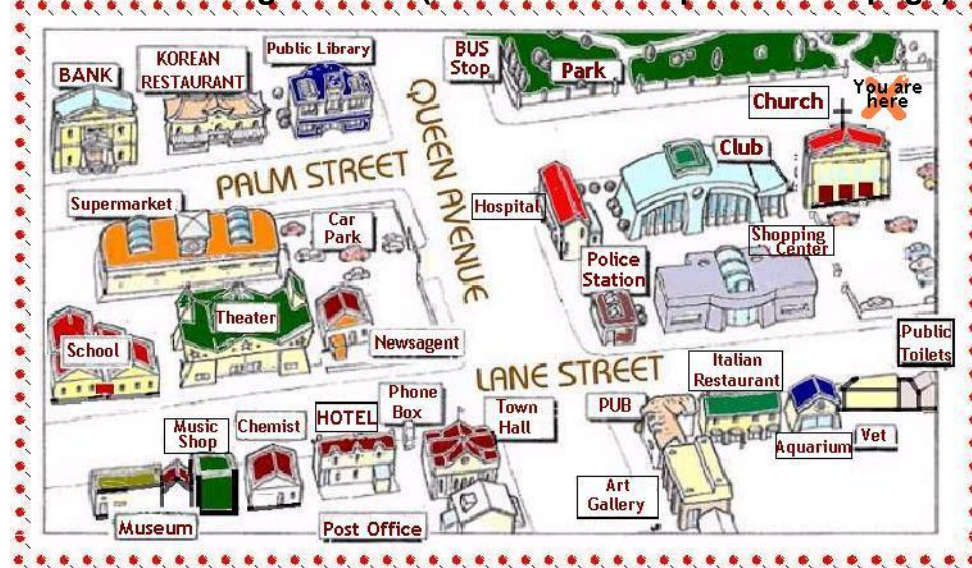 BANK
KOREAN
RESTAURANT
Public Library
BUS
Stop
Park
You are
here
Church
QUEEN AVENUE
PALM STREET
Club
Supermarket
Car
Park
Hospital
Shopping
Center
Police
Station
Theater
School
Newsagent
Public
Toilets
LANE STREET
Italian
Restaurant
Phone
Box
PUB
Town
Hall
HOTEL
Music
Shop
Chemist
Aquarium
Vet
Art
Gallery
Museum
Post Office